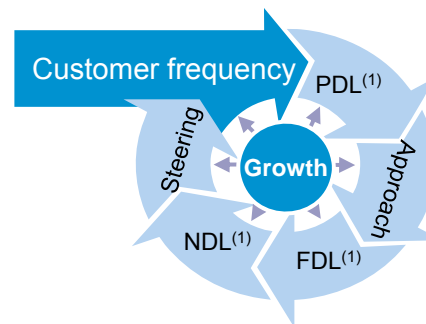 Customer frequency
PDL(1)
Approach
FDL(1)
NDL(1)
Steering
Growth